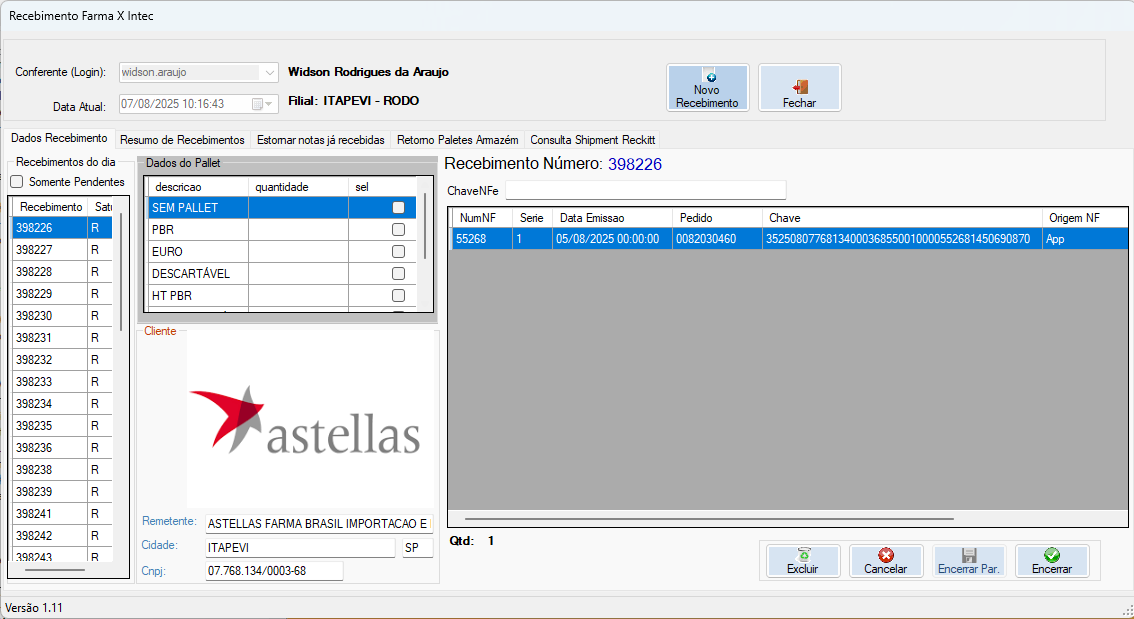 Recebimento Farma X Intec
Conferente (Login): widson.araujo Widson Rodrigues da Araujo
Data Atual: 07/08/2025 10:16:43 Filial: ITAPEVI - RODO
Novo Recebimento
Fechar
Dados Recebimento Resumo de Recebimentos Estornar notas já recebidas Retorno Paletes Armazém Consulta Shipment Reckitt
Recebimentos do dia
Somente Pendentes
Recebimento Satu
398226 R
398227 R
398228 R
398229 R
398230 R
398231 R
398232 R
398233 R
398234 R
398235 R
398236 R
398238 R
398239 R
398241 R
398242 R
398243 R
Dados do Pallet
descricao quantidade sel
SEM PALLET
PBR
EURO
DESCARTÁVEL
HT PBR
Cliente
astellas
Remetente: ASTELLAS FARMA BRASIL IMPORTACAO E
Cidade: ITAPEVI SP
Cnpj: 07.768.134/0003-68
Recebimento Número: 398226
ChaveNFe
NumNF Serie Data Emissao Pedido Chave Origem NF
55268 1 05/08/2025 00:00:00 0082030460 35250807768134000368550010000552681450690870 App
Qtd: 1
Excluir Cancelar Encerrar Par. Encerrar
Versão 1.11